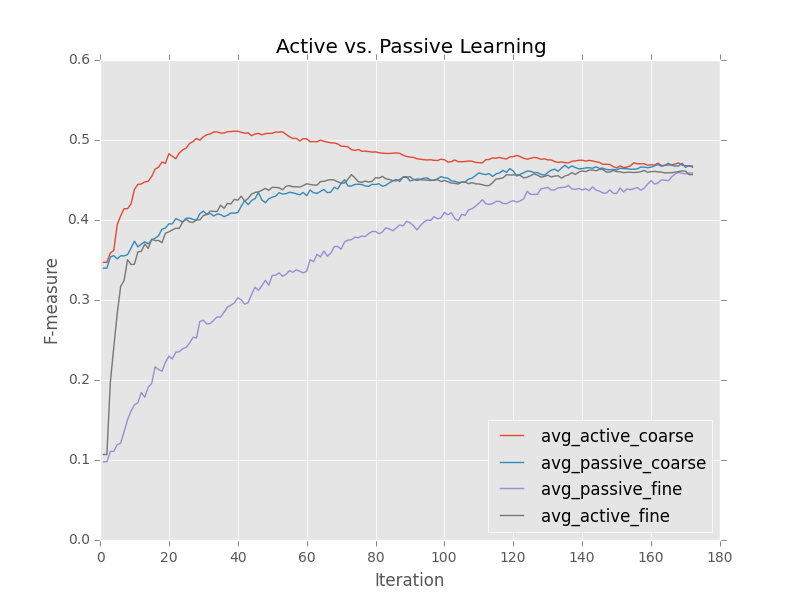 Active vs. Passive Learning
0.6
0.5
0.4
0.3
0.2
0.1
0.0
F-measure
avg_active_coarse
avg_passive_coarse
avg_passive_fine
avg_active_fine
0 20 40 60 80 100 120 140 160 180
Iteration